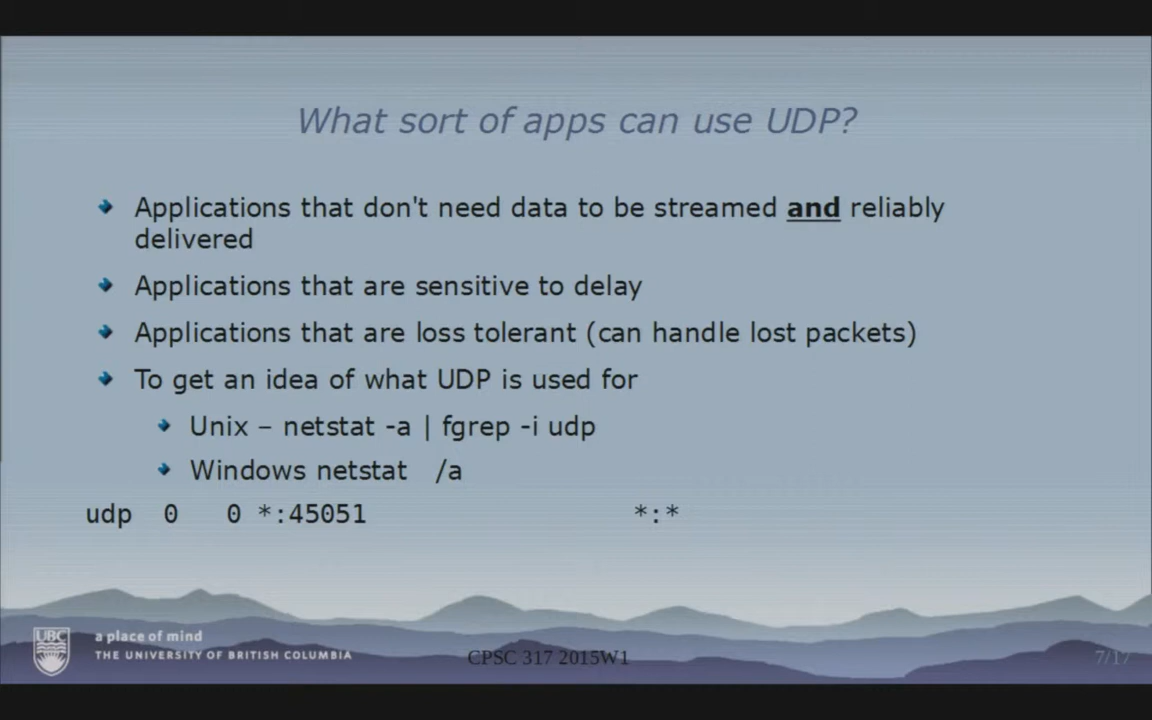 What sort of apps can use UDP?
Applications that don't need data to be streamed and reliably
delivered
Applications that are sensitive to delay
Applications that are loss tolerant (can handle lost packets)
To get an idea of what UDP is used for
Unix – netstat -a | fgrep -i udp
Windows netstat /a
udp 0 0 *:45051 *:*
UBC
a place of mind
THE UNIVERSITY OF BRITISH COLUMBIA
CPSC 317 2015W1
7/17